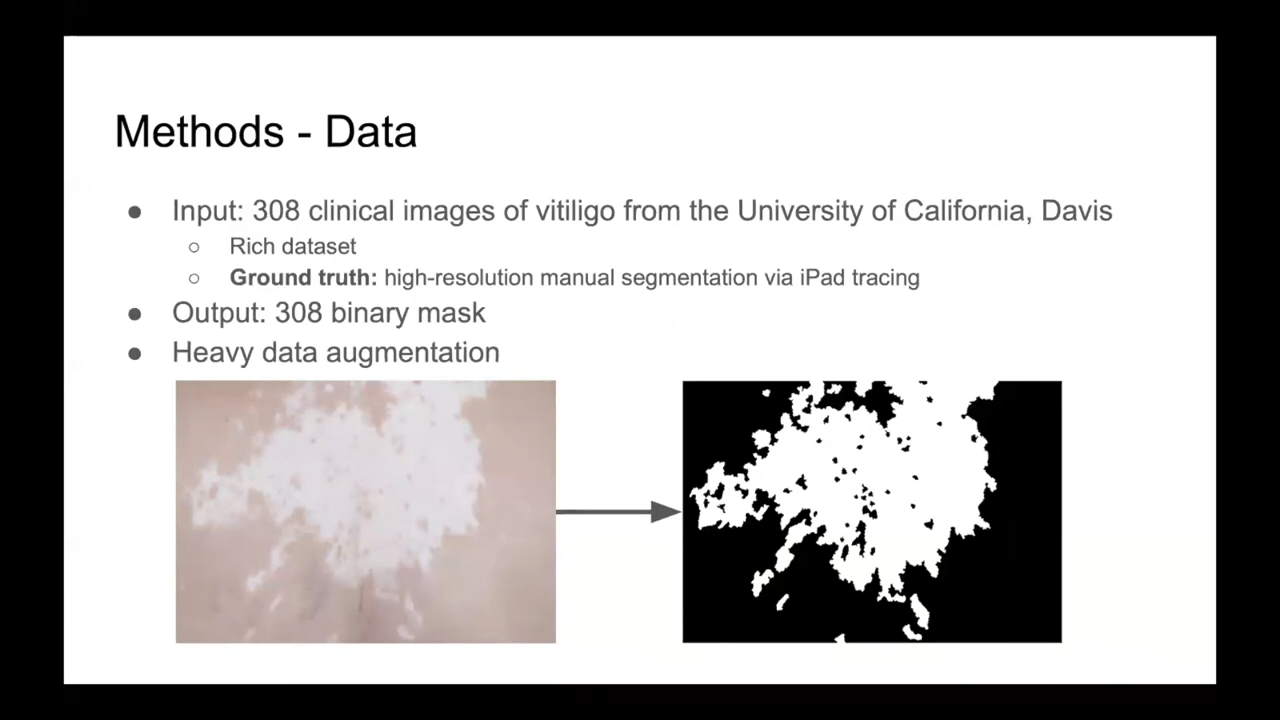 Methods - Data
● Input: 308 clinical images of vitiligo from the University of California, Davis
○ Rich dataset
○ Ground truth: high-resolution manual segmentation via iPad tracing
● Output: 308 binary mask
● Heavy data augmentation